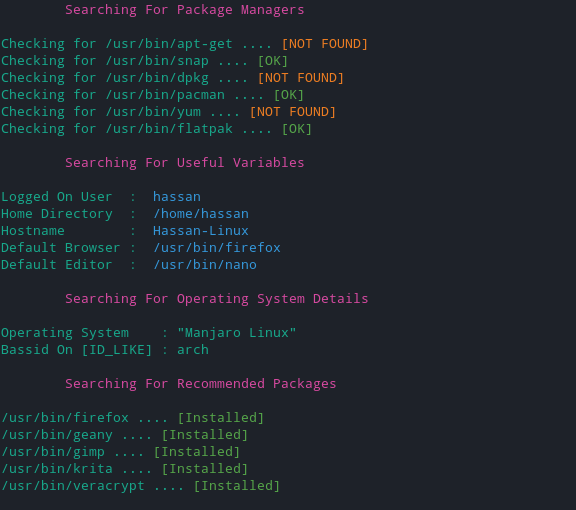 Searching For Package Managers
Checking for /usr/bin/apt-get .... [NOT FOUND]
Checking for /usr/bin/snap .... [OK]
Checking for /usr/bin/dpkg .... [NOT FOUND]
Checking for /usr/bin/pacman .... [OK]
Checking for /usr/bin/yum .... [NOT FOUND]
Checking for /usr/bin/flatpak .... [OK]
Searching For Useful Variables
Logged On User  :  hassan
Home Directory  :  /home/hassan
Hostname        :  Hassan-Linux
Default Browser :  /usr/bin/firefox
Default Editor  :  /usr/bin/nano
Searching For Operating System Details
Operating System    : "Manjaro Linux"
Bassid On [ID_LIKE] : arch
Searching For Recommended Packages
/usr/bin/firefox .... [Installed]
/usr/bin/geany .... [Installed]
/usr/bin/gimp .... [Installed]
/usr/bin/krita .... [Installed]
/usr/bin/veracrypt .... [Installed]